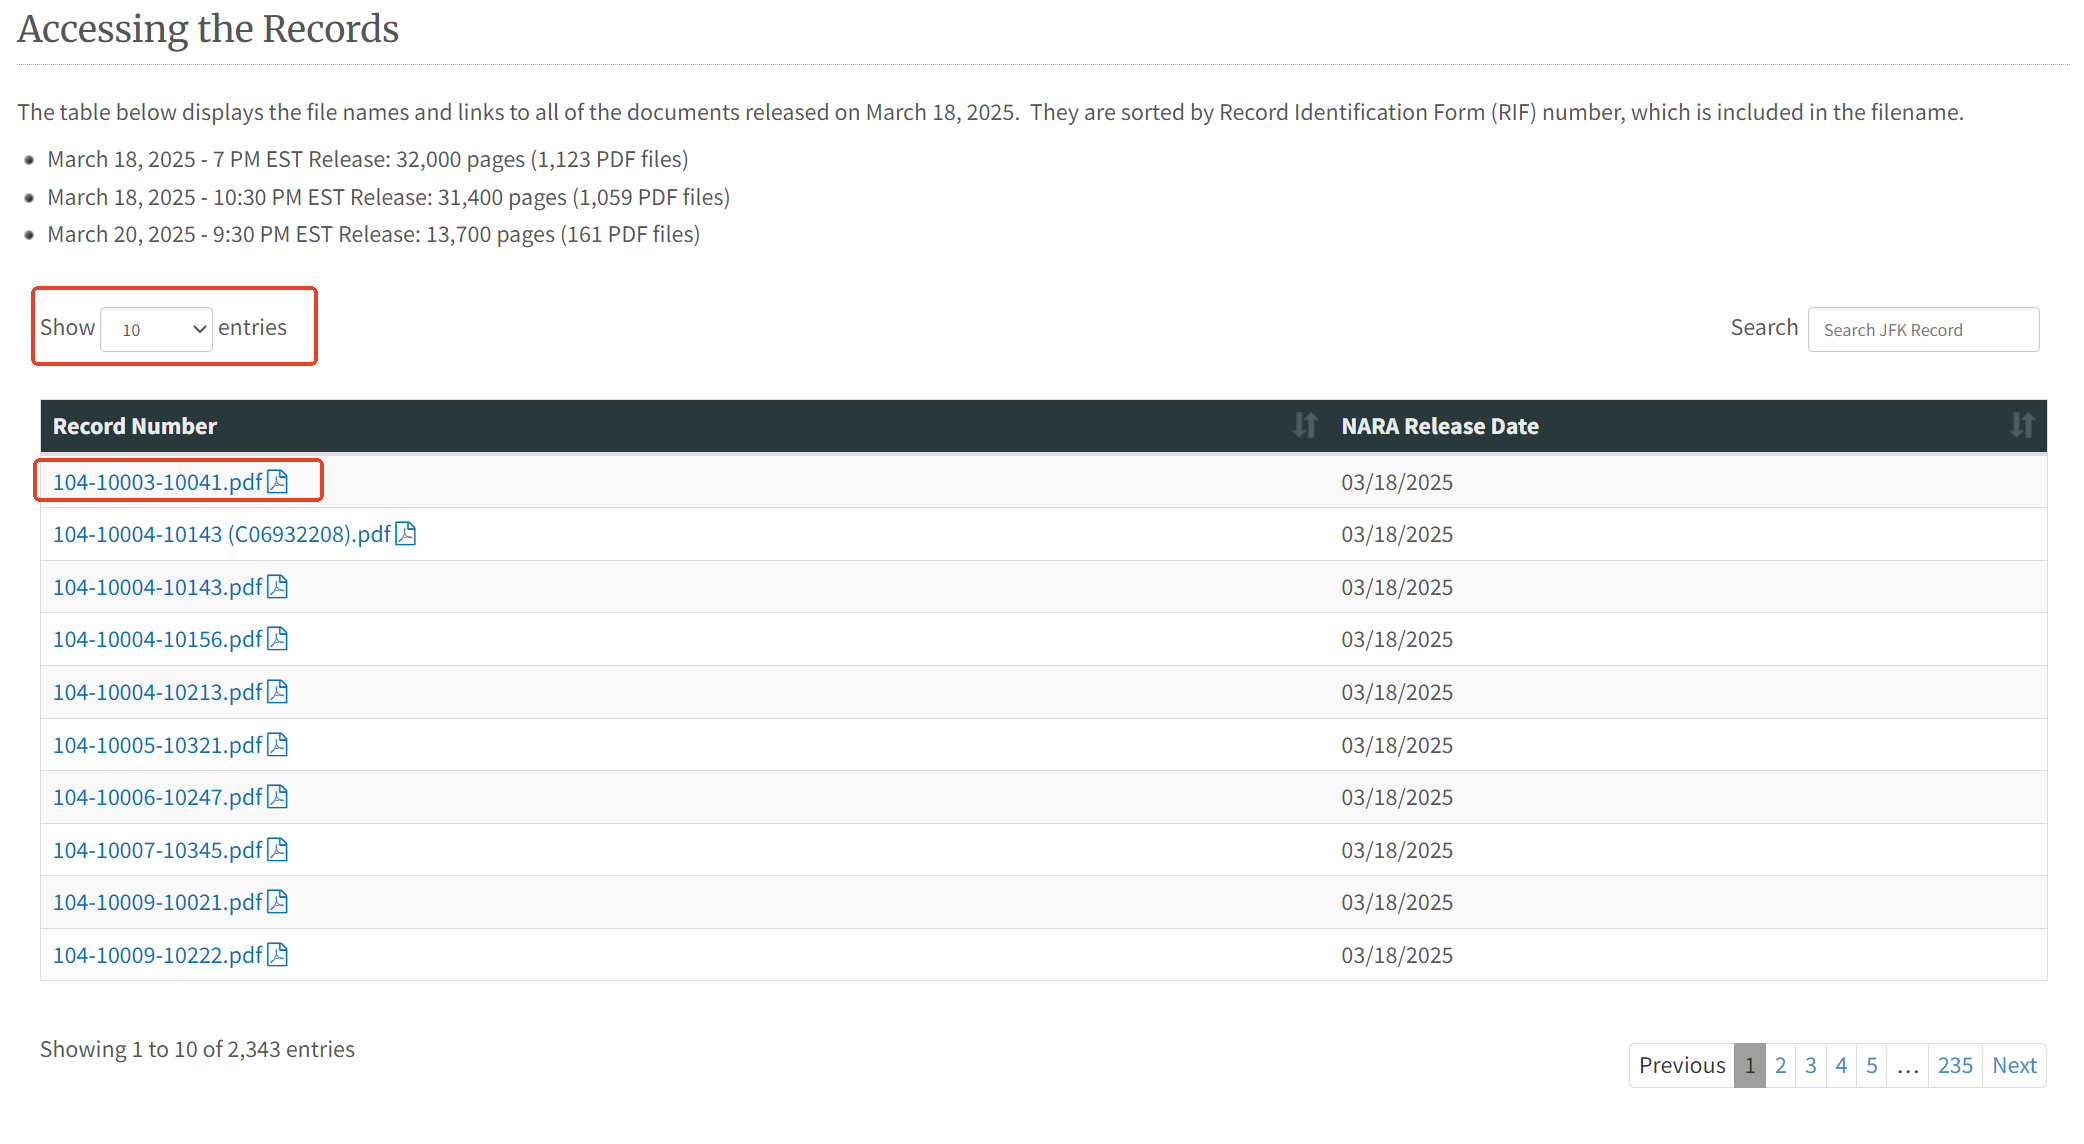 Accessing the Records
The table below displays the file names and links to all of the documents released on March 18, 2025.  They are sorted by Record Identification Form (RIF) number, which is included in the filename.
March 18, 2025 - 7 PM EST Release: 32,000 pages (1,123 PDF files)
March 18, 2025 - 10:30 PM EST Release: 31,400 pages (1,059 PDF files)
March 20, 2025 - 9:30 PM EST Release: 13,700 pages (161 PDF files)
Show 10 entries Search Search JFK Record
Record Number NARA Release Date
104-10003-10041.pdf 03/18/2025
104-10004-10143 (C06932208).pdf 03/18/2025
104-10004-10143.pdf 03/18/2025
104-10004-10156.pdf 03/18/2025
104-10004-10213.pdf 03/18/2025
104-10005-10321.pdf 03/18/2025
104-10006-10247.pdf 03/18/2025
104-10007-10345.pdf 03/18/2025
104-10009-10021.pdf 03/18/2025
104-10009-10222.pdf 03/18/2025
Showing 1 to 10 of 2,343 entries
Previous 1 2 3 4 5 … 235 Next